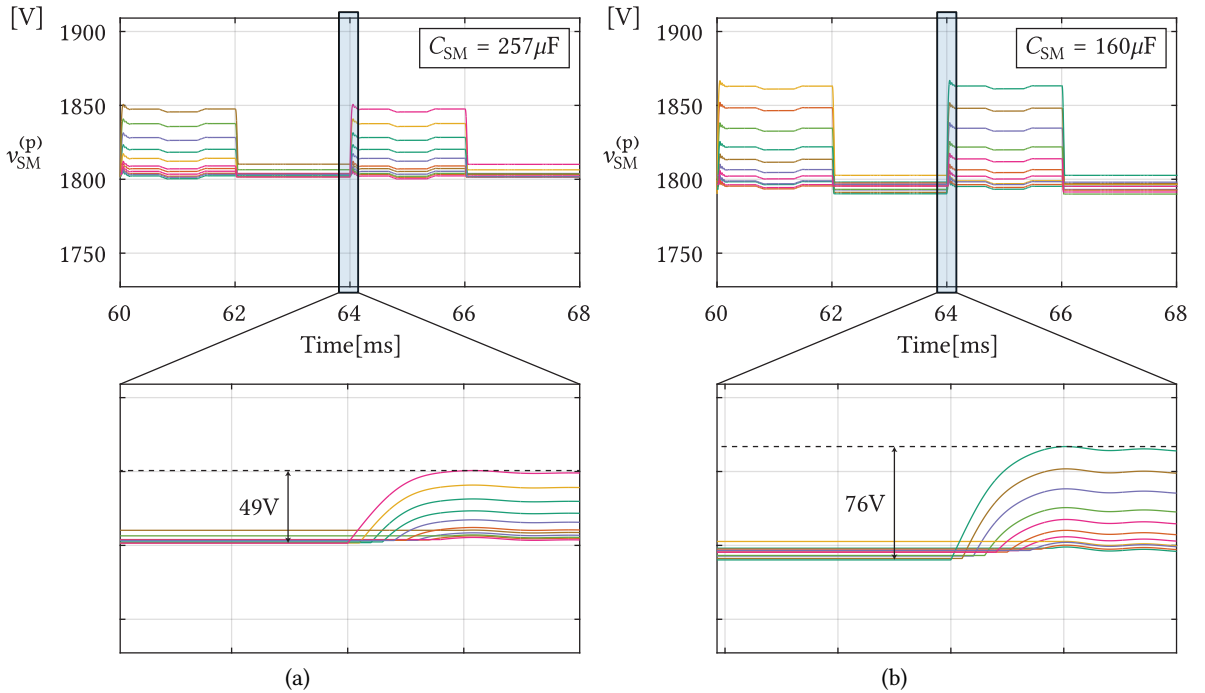 [V]
1900
1850
1800
1750
v_SM^(p)
C_SM = 257μF
60 62 64 66 68
Time[ms]
49V
(a)
[V]
1900
1850
1800
1750
v_SM^(p)
C_SM = 160μF
60 62 64 66 68
Time[ms]
76V
(b)